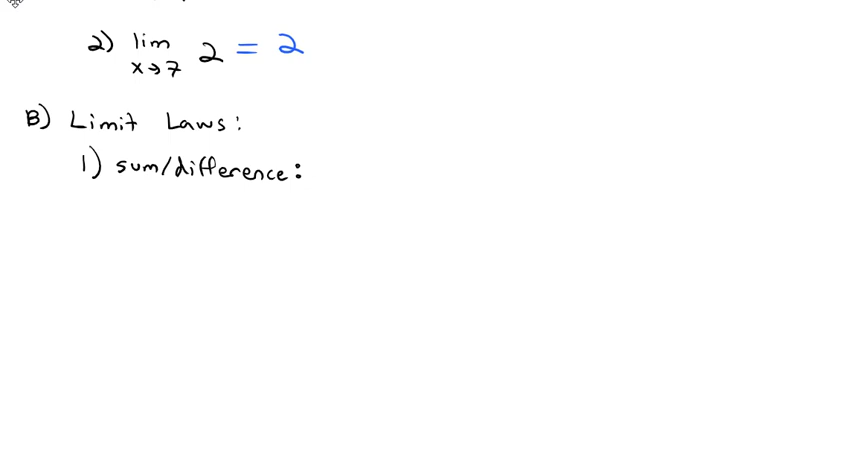 2) lim 2 = 2
x→7
B) Limit Laws:
1) sum/difference: